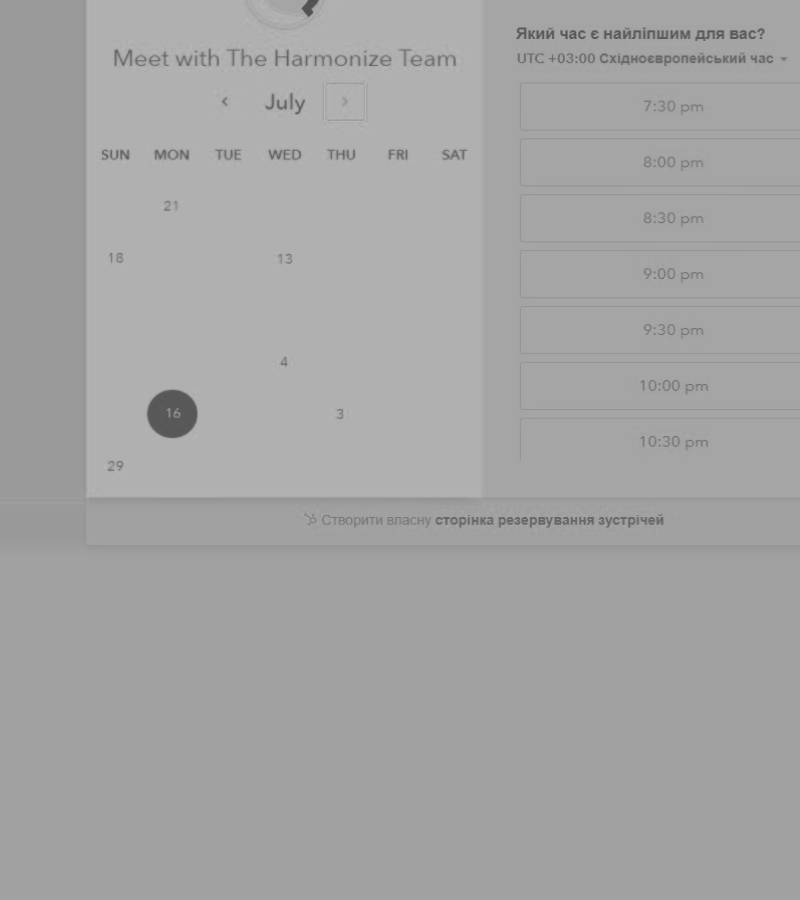 Meet with The Harmonize Team
July
SUN MON TUE WED THU FRI SAT
21
18 13
4
16 3
29
Який час є найліпшим для вас?
UTC +03:00 Східноєвропейський час
7:30 pm
8:00 pm
8:30 pm
9:00 pm
9:30 pm
10:00 pm
10:30 pm
Створити власну сторінка резервування зустрічей